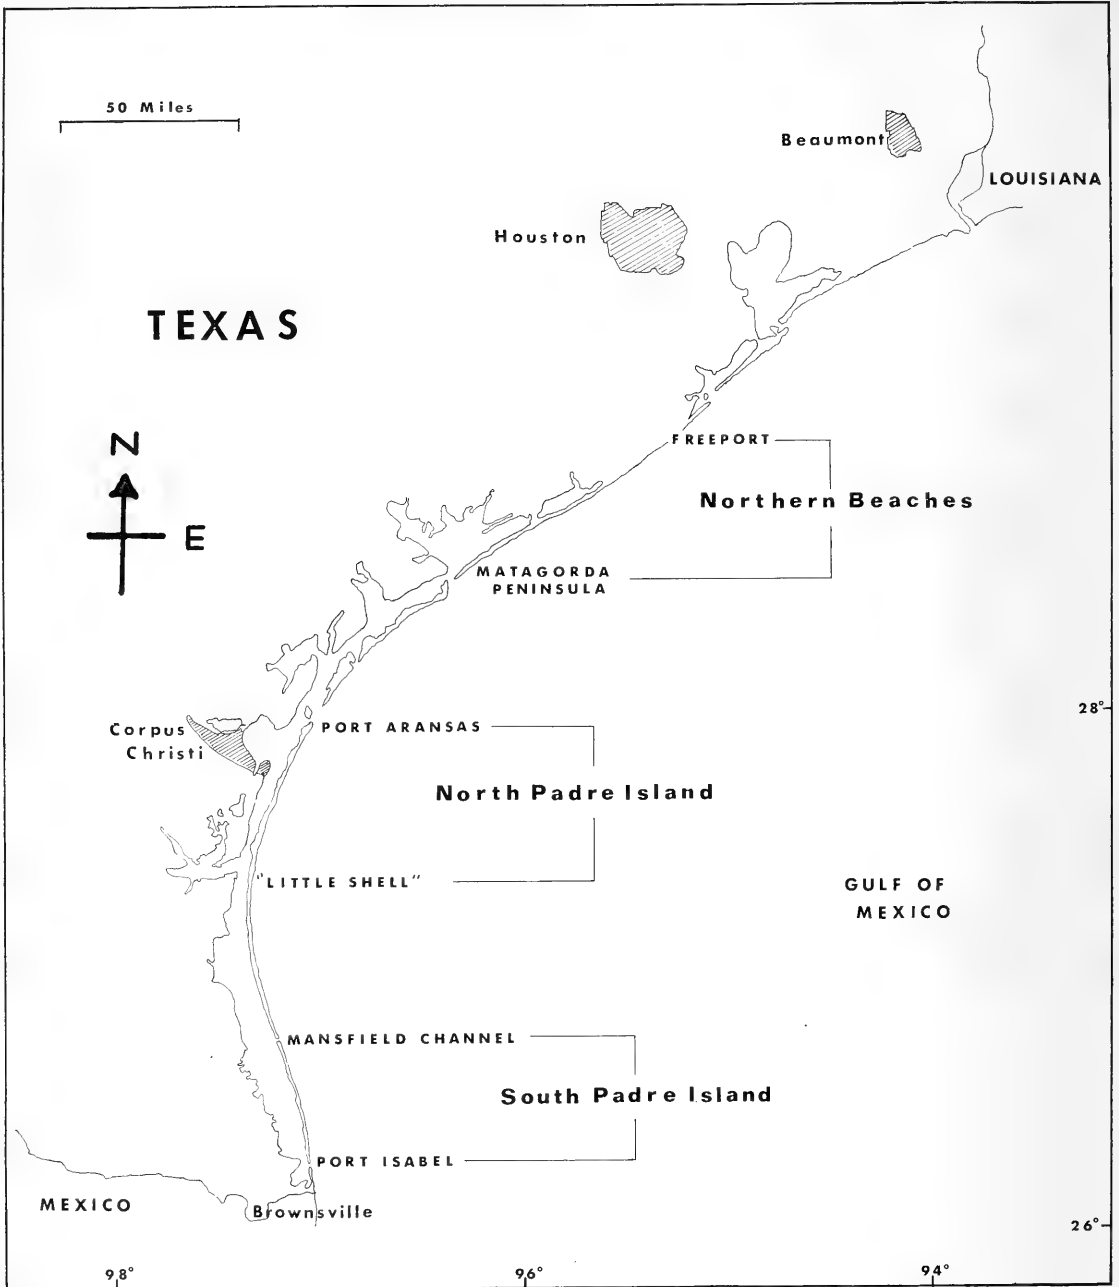 50 Miles
Beaumont
LOUISIANA
Houston
TEXAS
N
FREEPORT
Northern Beaches
E
MATAGORDA
PENINSULA
28°
PORT ARANSAS
Corpus
Christi
North Padre Island
"LITTLE SHELL"
GULF OF
MEXICO
MANSFIELD CHANNEL
South Padre Island
PORT ISABEL
MEXICO
Brownsville
26°
98°
96°
94°